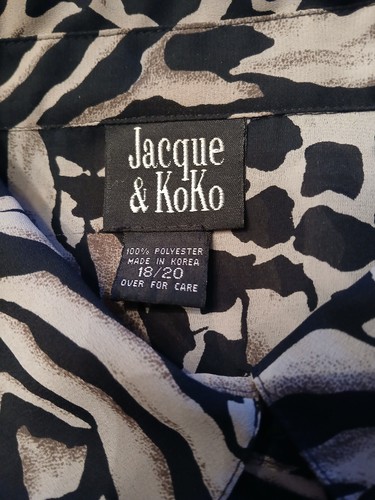 Jacque
& KoKo
100% POLYESTER
MADE IN KOREA
18/20
OVER FOR CARE